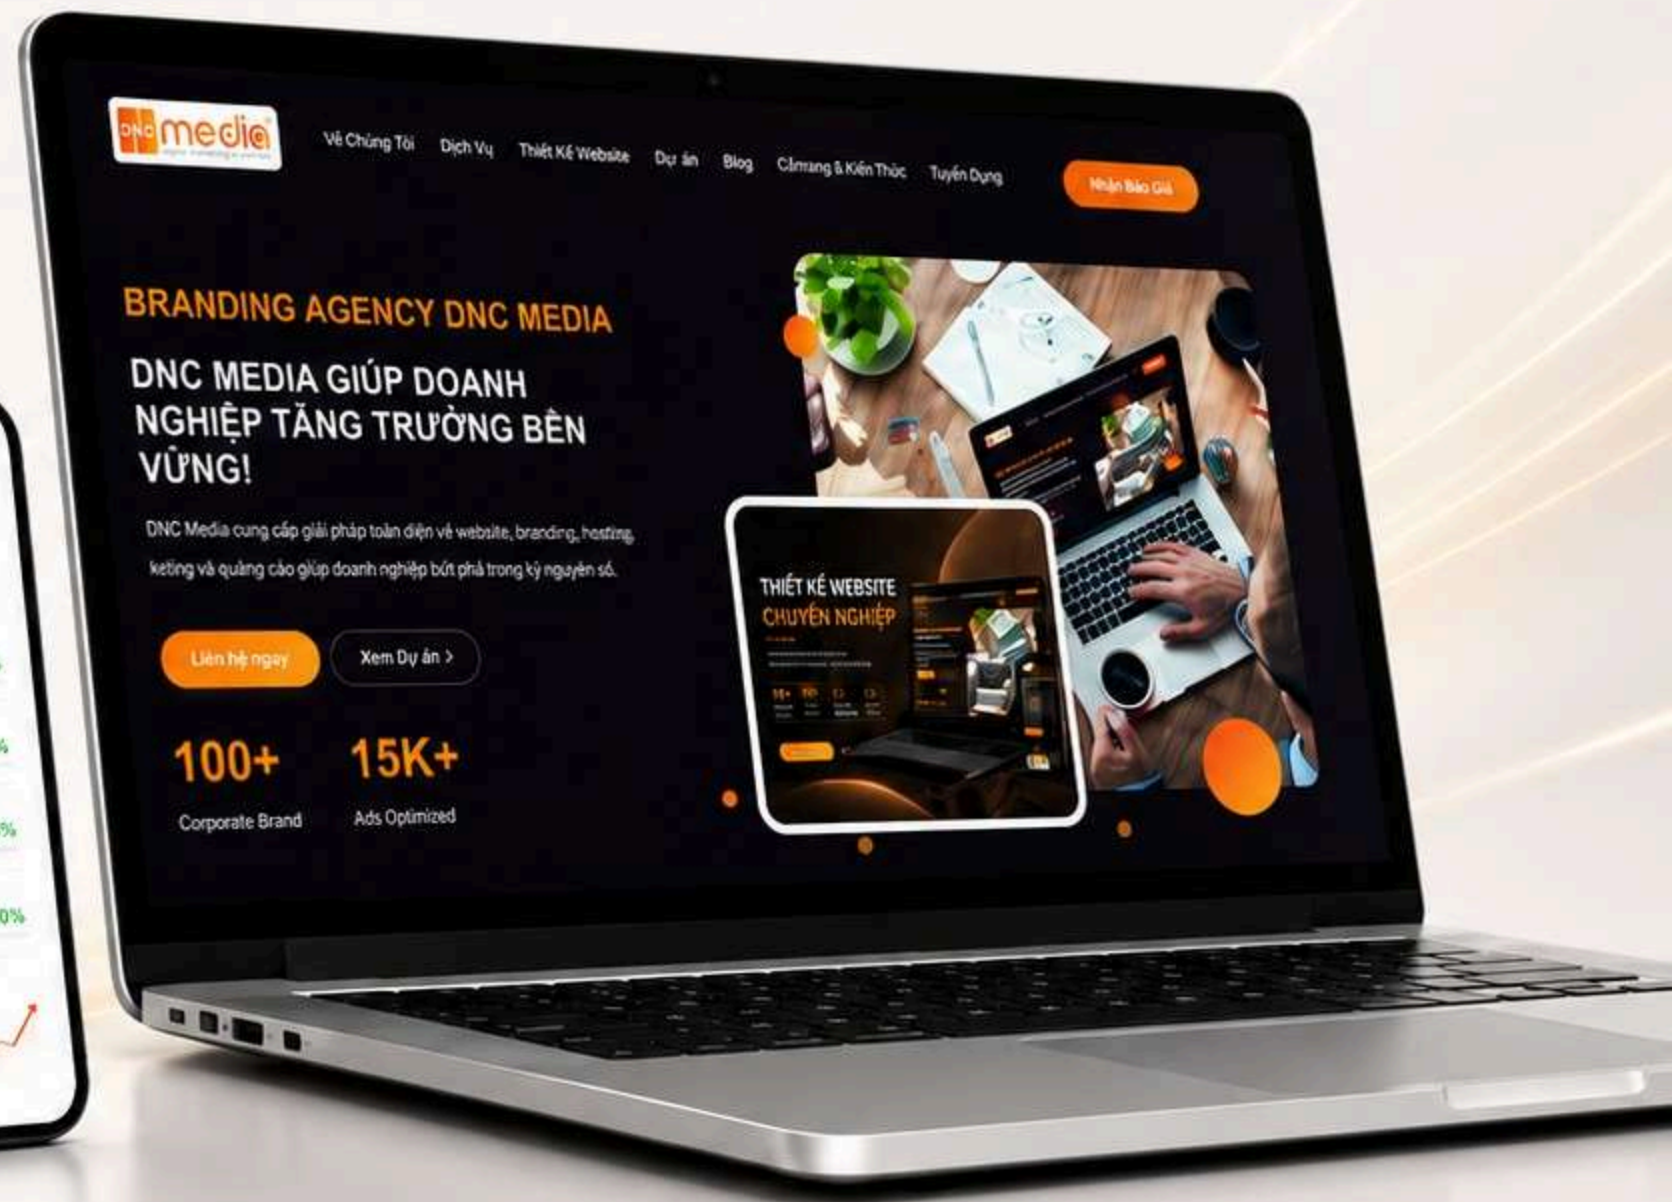 DNC media
Về Chúng Tôi Dịch Vụ Thiết Kế Website Dự án Blog Cẩmang & Kiến Thức Tuyển Dụng
Nhận Báo Giá
BRANDING AGENCY DNC MEDIA
DNC MEDIA GIÚP DOANH
NGHIỆP TĂNG TRƯỞNG BỀN
VỮNG!
DNC Media cung cấp giải pháp toàn diện về website, branding, hosting,
keting và quảng cáo giúp doanh nghiệp bứt phá trong kỷ nguyên số.
Liên hệ ngay Xem Dự án >
100+ 15K+
Corporate Brand Ads Optimized
THIẾT KẾ WEBSITE
CHUYÊN NGHIỆP
%
%
0%